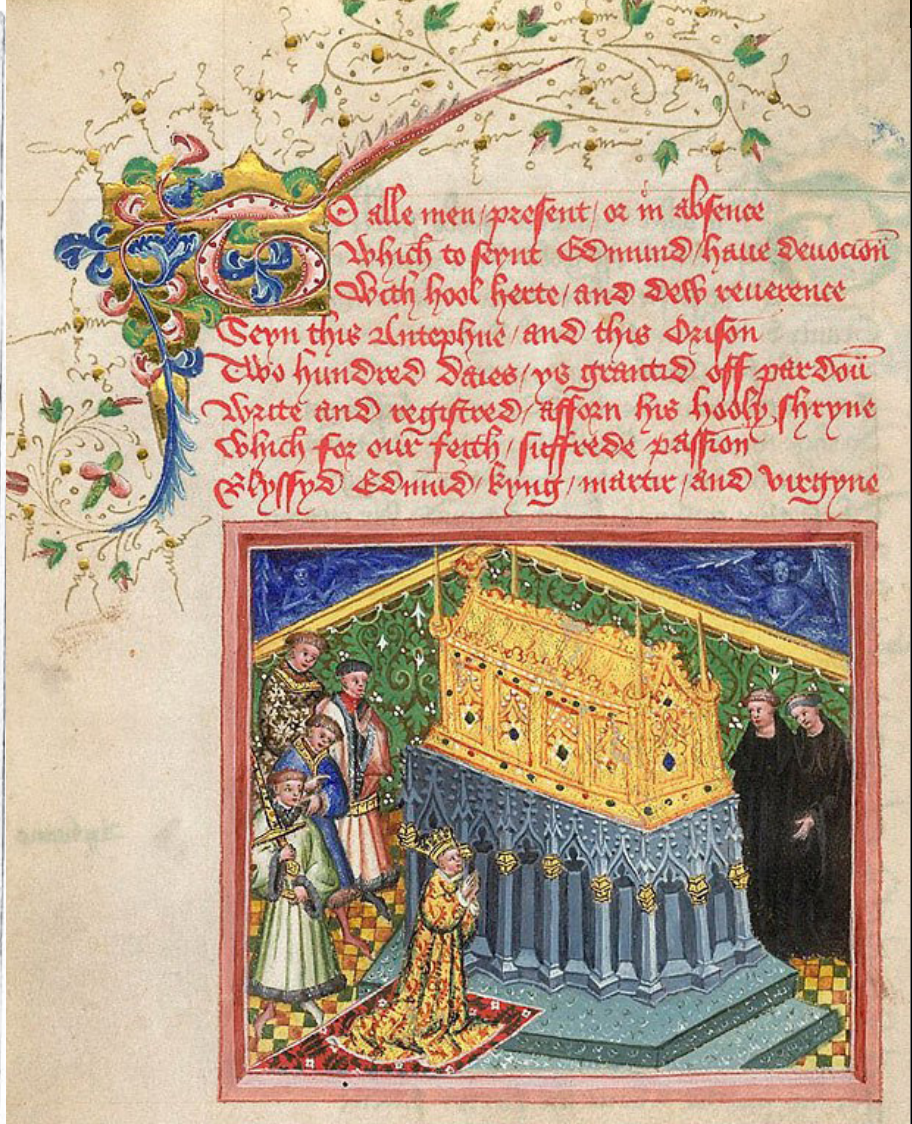 To alle men / present / or in absence
Which to seynt Edmund / haue Deuocioun
With hool herte / and Dew reuerence
Seyn this Antephne / and this Orison
Two hundred daies / ys grantid off pardoun
Write and registred / afforn his hooly shryne
Which for our feith / suffrede passion
Blyssyd Edmund / kyng / martir / and virgyne